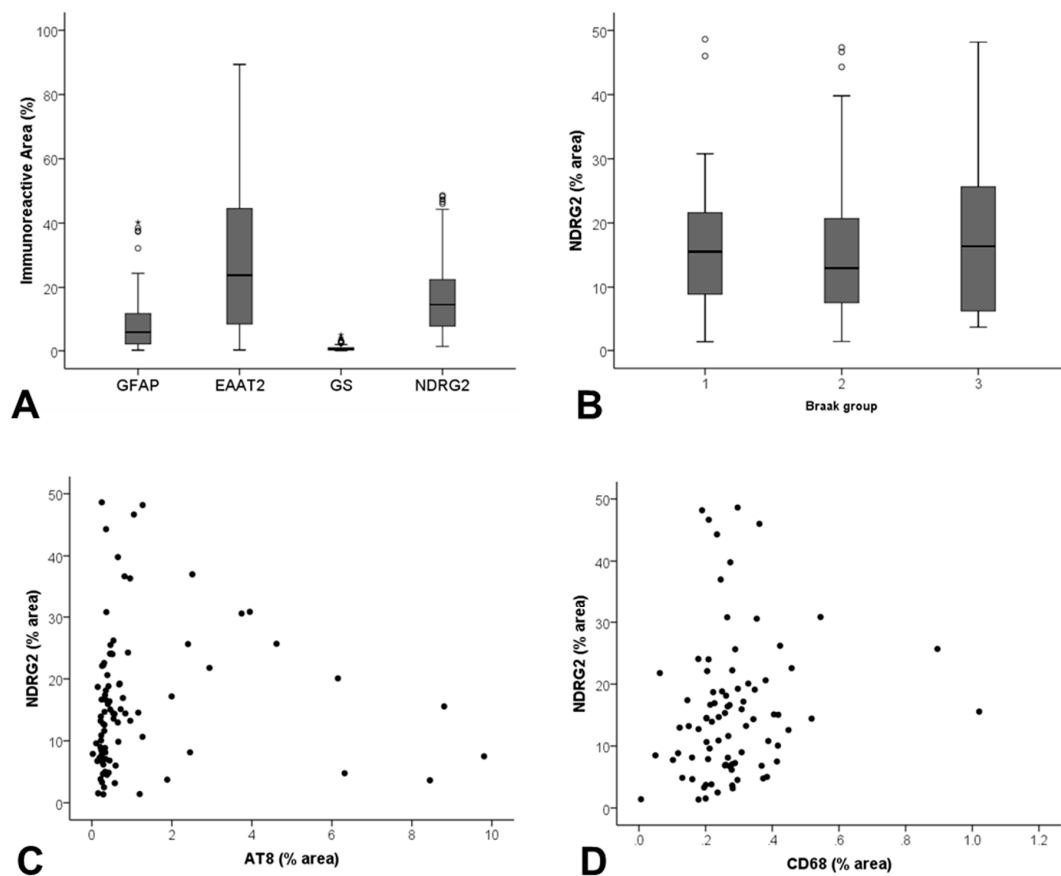 100
80
60
40
20
0
Immunoreactive Area (%)
GFAP EAAT2 GS NDRG2
A
50
40
30
20
10
0
NDRG2 (% area)
1 2 3
Braak group
B
50
40
30
20
10
0
NDRG2 (% area)
0 2 4 6 8 10
AT8 (% area)
C
50
40
30
20
10
0
NDRG2 (% area)
.0 .2 .4 .6 .8 1.0 1.2
CD68 (% area)
D